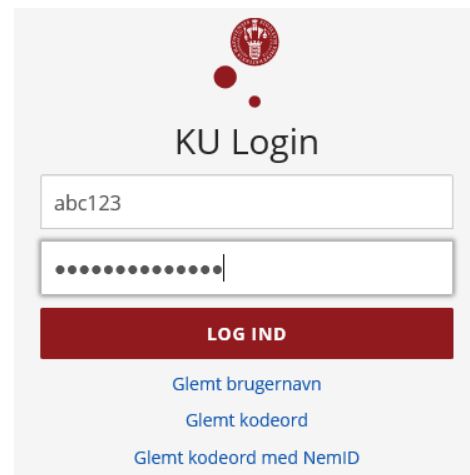 KU Login
abc123
••••••••••••••
LOG IND
Glemt brugernavn
Glemt kodeord
Glemt kodeord med NemID